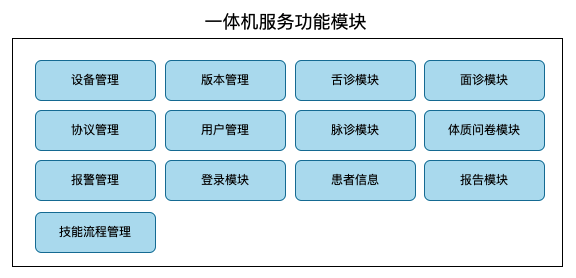 一体机服务功能模块
设备管理 版本管理 舌诊模块 面诊模块
协议管理 用户管理 脉诊模块 体质问卷模块
报警管理 登录模块 患者信息 报告模块
技能流程管理